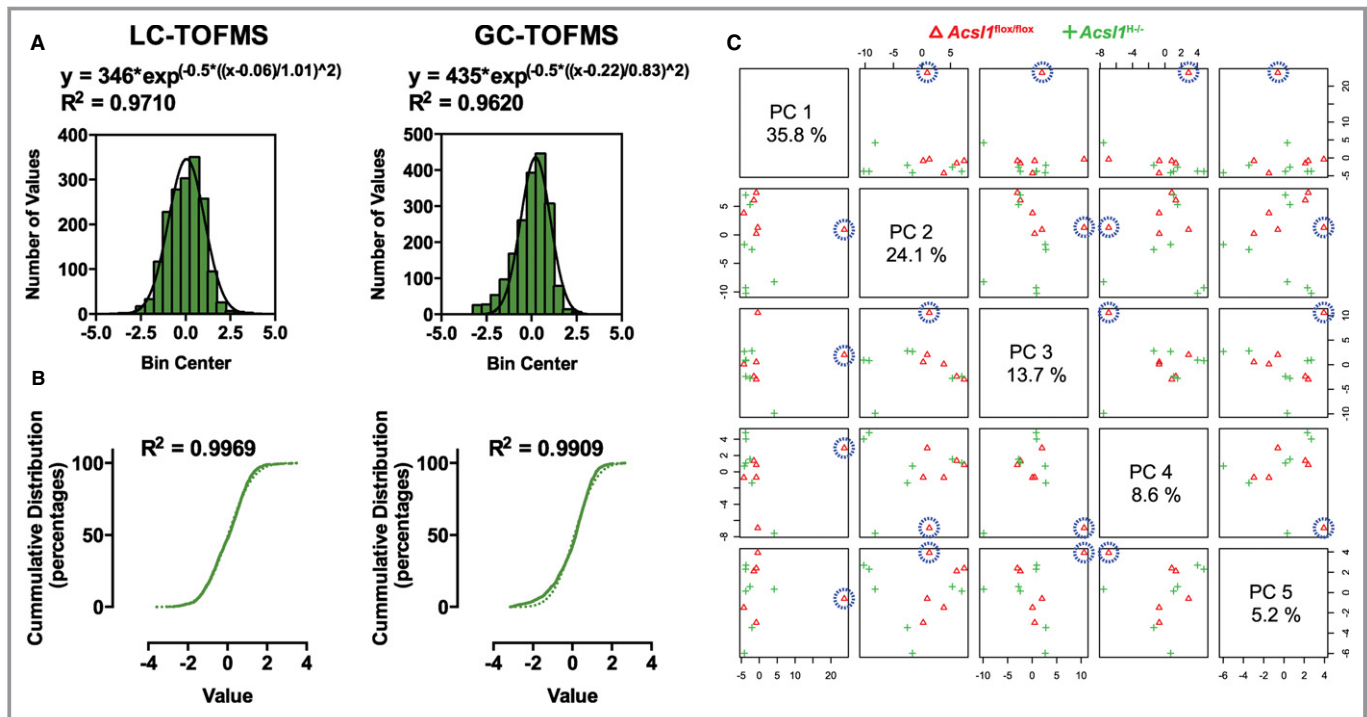 A
LC-TOFMS
y = 346*exp(-0.5*((x-0.06)/1.01)^2)
R2 = 0.9710
400
300
200
100
0
-5.0 -2.5 0.0 2.5 5.0
Number of Values
Bin Center
GC-TOFMS
y = 435*exp(-0.5*((x-0.22)/0.83)^2)
R2 = 0.9620
500
400
300
200
100
0
-5.0 -2.5 0.0 2.5 5.0
Number of Values
Bin Center
B
R2 = 0.9969
100
50
0
-4 -2 0 2 4
Cummulative Distribution
(percentages)
Value
R2 = 0.9909
100
50
0
-4 -2 0 2 4
Cummulative Distribution
(percentages)
Value
C
△ Acsl1flox/flox + Acsl1H-/-
-10 -5 0 5
-8 -4 0 2 4
PC 1
35.8 %
-5 0 5 10 15 20
-10 -5 0 5
PC 2
24.1 %
PC 3
13.7 %
-10 -5 0 5 10
-8 -4 0 2 4
PC 4
8.6 %
PC 5
5.2 %
-6 -4 -2 0 2 4
-5 0 5 10 20
-10 -5 0 5 10
-6 -4 -2 0 2 4